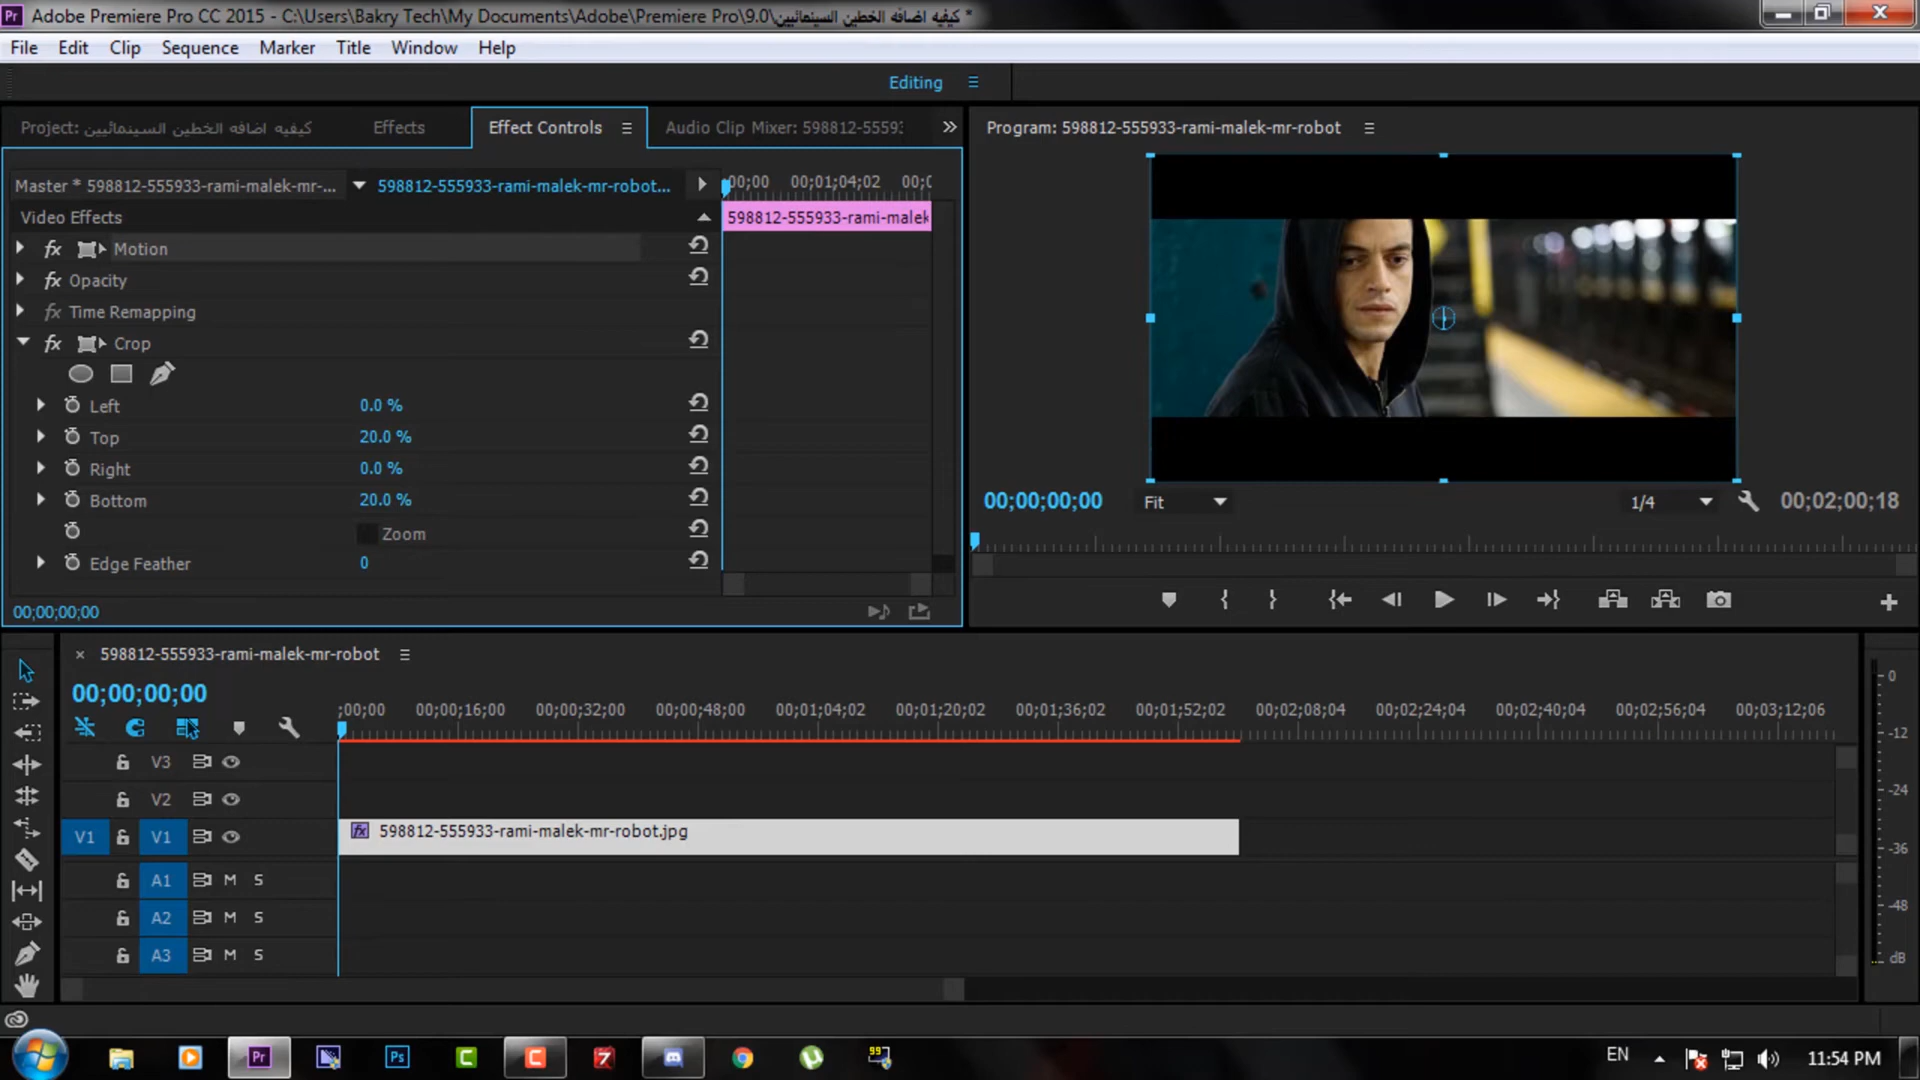 Adobe Premiere Pro CC 2015 - C:\Users\Bakry Tech\My Documents\Adobe\Premiere Pro\9.0\كيفيه اضافه الخطين السينمائيين *
File Edit Clip Sequence Marker Title Window Help
Editing
Project: كيفيه اضافه الخطين السينمائيين
Effects
Effect Controls
Audio Clip Mixer: 598812-5559
Program: 598812-555933-rami-malek-mr-robot
Master * 598812-555933-rami-malek-mr-...
598812-555933-rami-malek-mr-robot...
00;00 00;01;04;02
Video Effects
598812-555933-rami-malek
fx Motion
fx Opacity
fx Time Remapping
fx Crop
Left 0.0 %
Top 20.0 %
Right 0.0 %
Bottom 20.0 %
Zoom
Edge Feather 0
00;00;00;00
00;00;00;00 Fit 1/4 00;02;00;18
598812-555933-rami-malek-mr-robot
00;00;00;00
;00;00 00;00;16;00 00;00;32;00 00;00;48;00 00;01;04;02 00;01;20;02 00;01;36;02 00;01;52;02 00;02;08;04 00;02;24;04 00;02;40;04 00;02;56;04 00;03;12;06
V3
V2
V1 V1
fx 598812-555933-rami-malek-mr-robot.jpg
A1 M S
A2 M S
A3 M S
0
-12
-24
-36
-48
dB
Pr
Ps
C
C
7
99
EN
11:54 PM